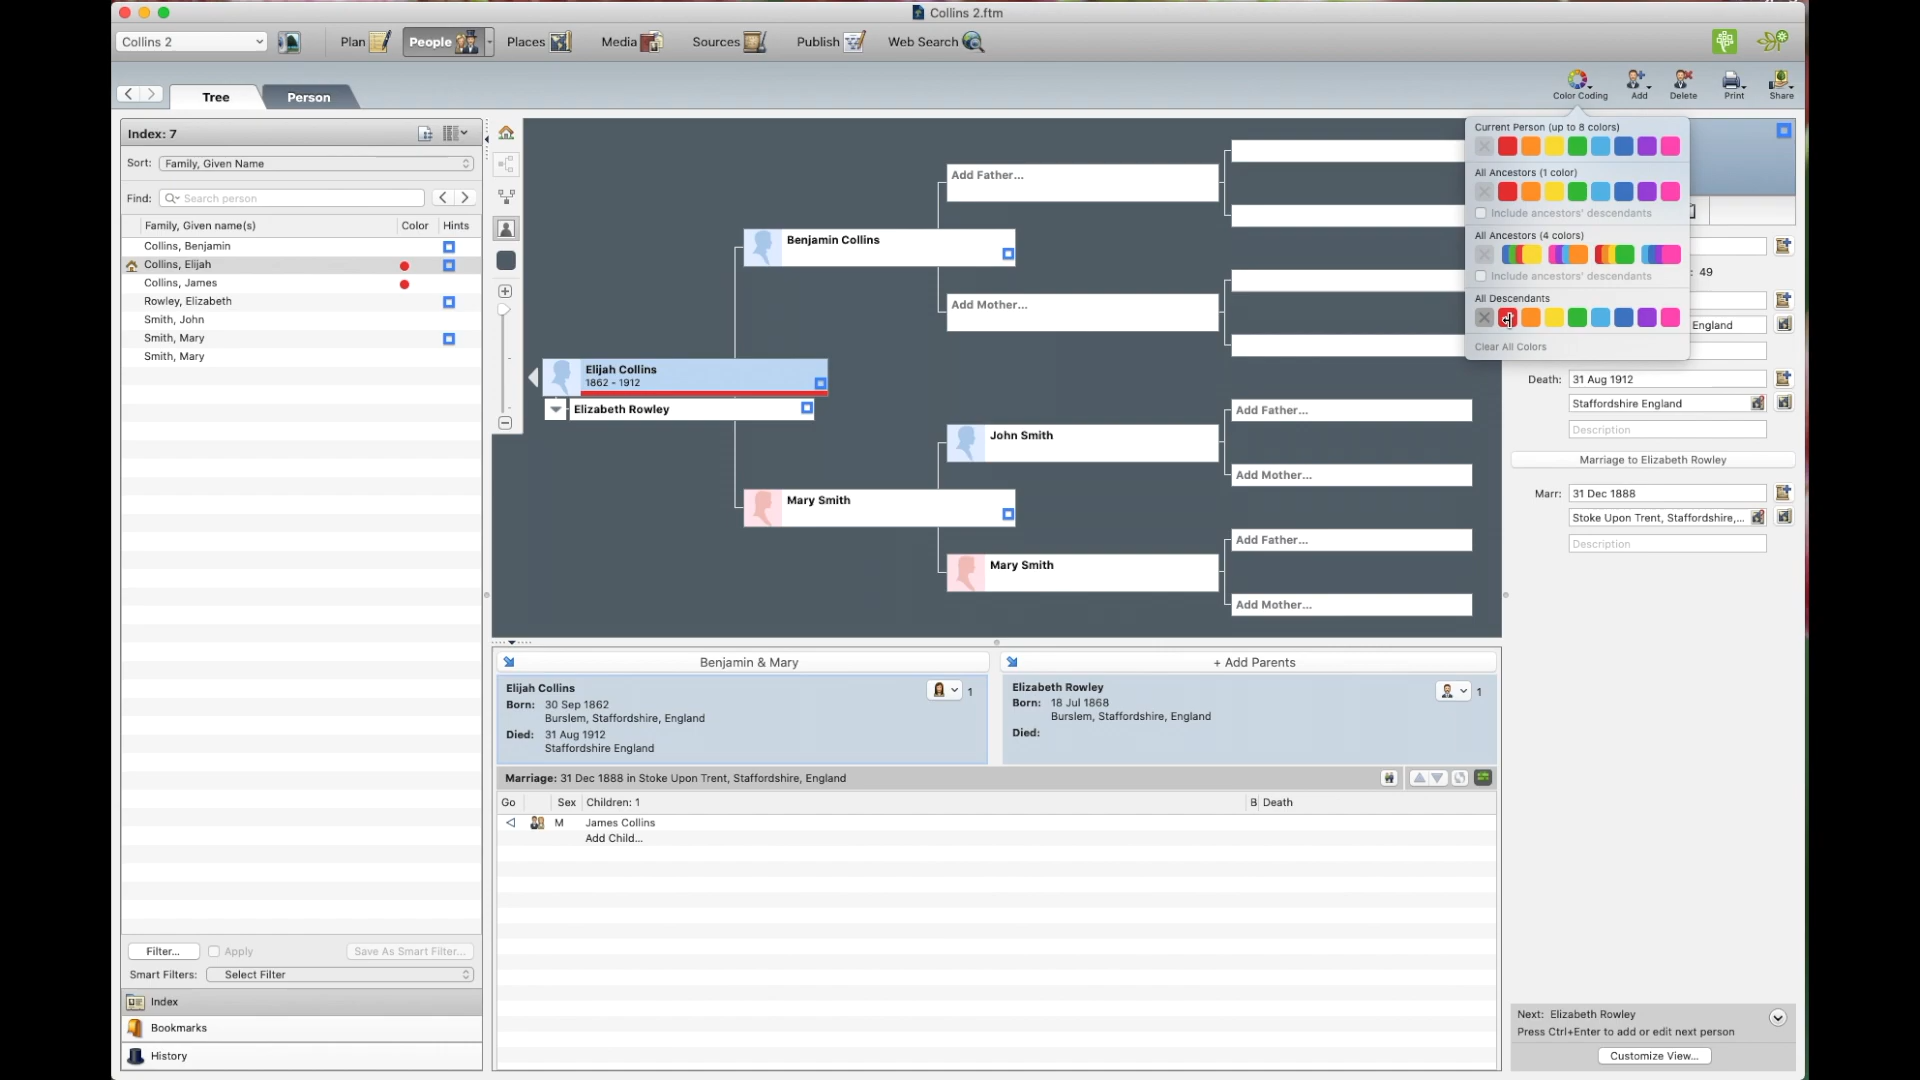 Collins 2.ftm
Collins 2
Plan
People
Places
Media
Sources
Publish
Web Search
Tree
Person
Color Coding
Add
Delete
Print
Share
Index: 7
Sort: Family, Given Name
Find: Search person
Family, Given name(s) Color Hints
Collins, Benjamin
Collins, Elijah
Collins, James
Rowley, Elizabeth
Smith, John
Smith, Mary
Smith, Mary
Filter...
Apply
Save As Smart Filter...
Smart Filters: Select Filter
Index
Bookmarks
History
Add Father...
Benjamin Collins
Add Mother...
Elijah Collins
1862 - 1912
Elizabeth Rowley
Add Father...
John Smith
Add Mother...
Mary Smith
Add Father...
Mary Smith
Add Mother...
Current Person (up to 8 colors)
All Ancestors (1 color)
Include ancestors' descendants
All Ancestors (4 colors)
Include ancestors' descendants
All Descendants
Clear All Colors
: 49
England
Death: 31 Aug 1912
Staffordshire England
Description
Marriage to Elizabeth Rowley
Marr: 31 Dec 1888
Stoke Upon Trent, Staffordshire,...
Description
Benjamin & Mary
+ Add Parents
Elijah Collins
1
Born: 30 Sep 1862
Burslem, Staffordshire, England
Died: 31 Aug 1912
Staffordshire England
Elizabeth Rowley
1
Born: 18 Jul 1868
Burslem, Staffordshire, England
Died:
Marriage: 31 Dec 1888 in Stoke Upon Trent, Staffordshire, England
Go Sex Children: 1 B Death
M James Collins
Add Child...
Next: Elizabeth Rowley
Press Ctrl+Enter to add or edit next person
Customize View...